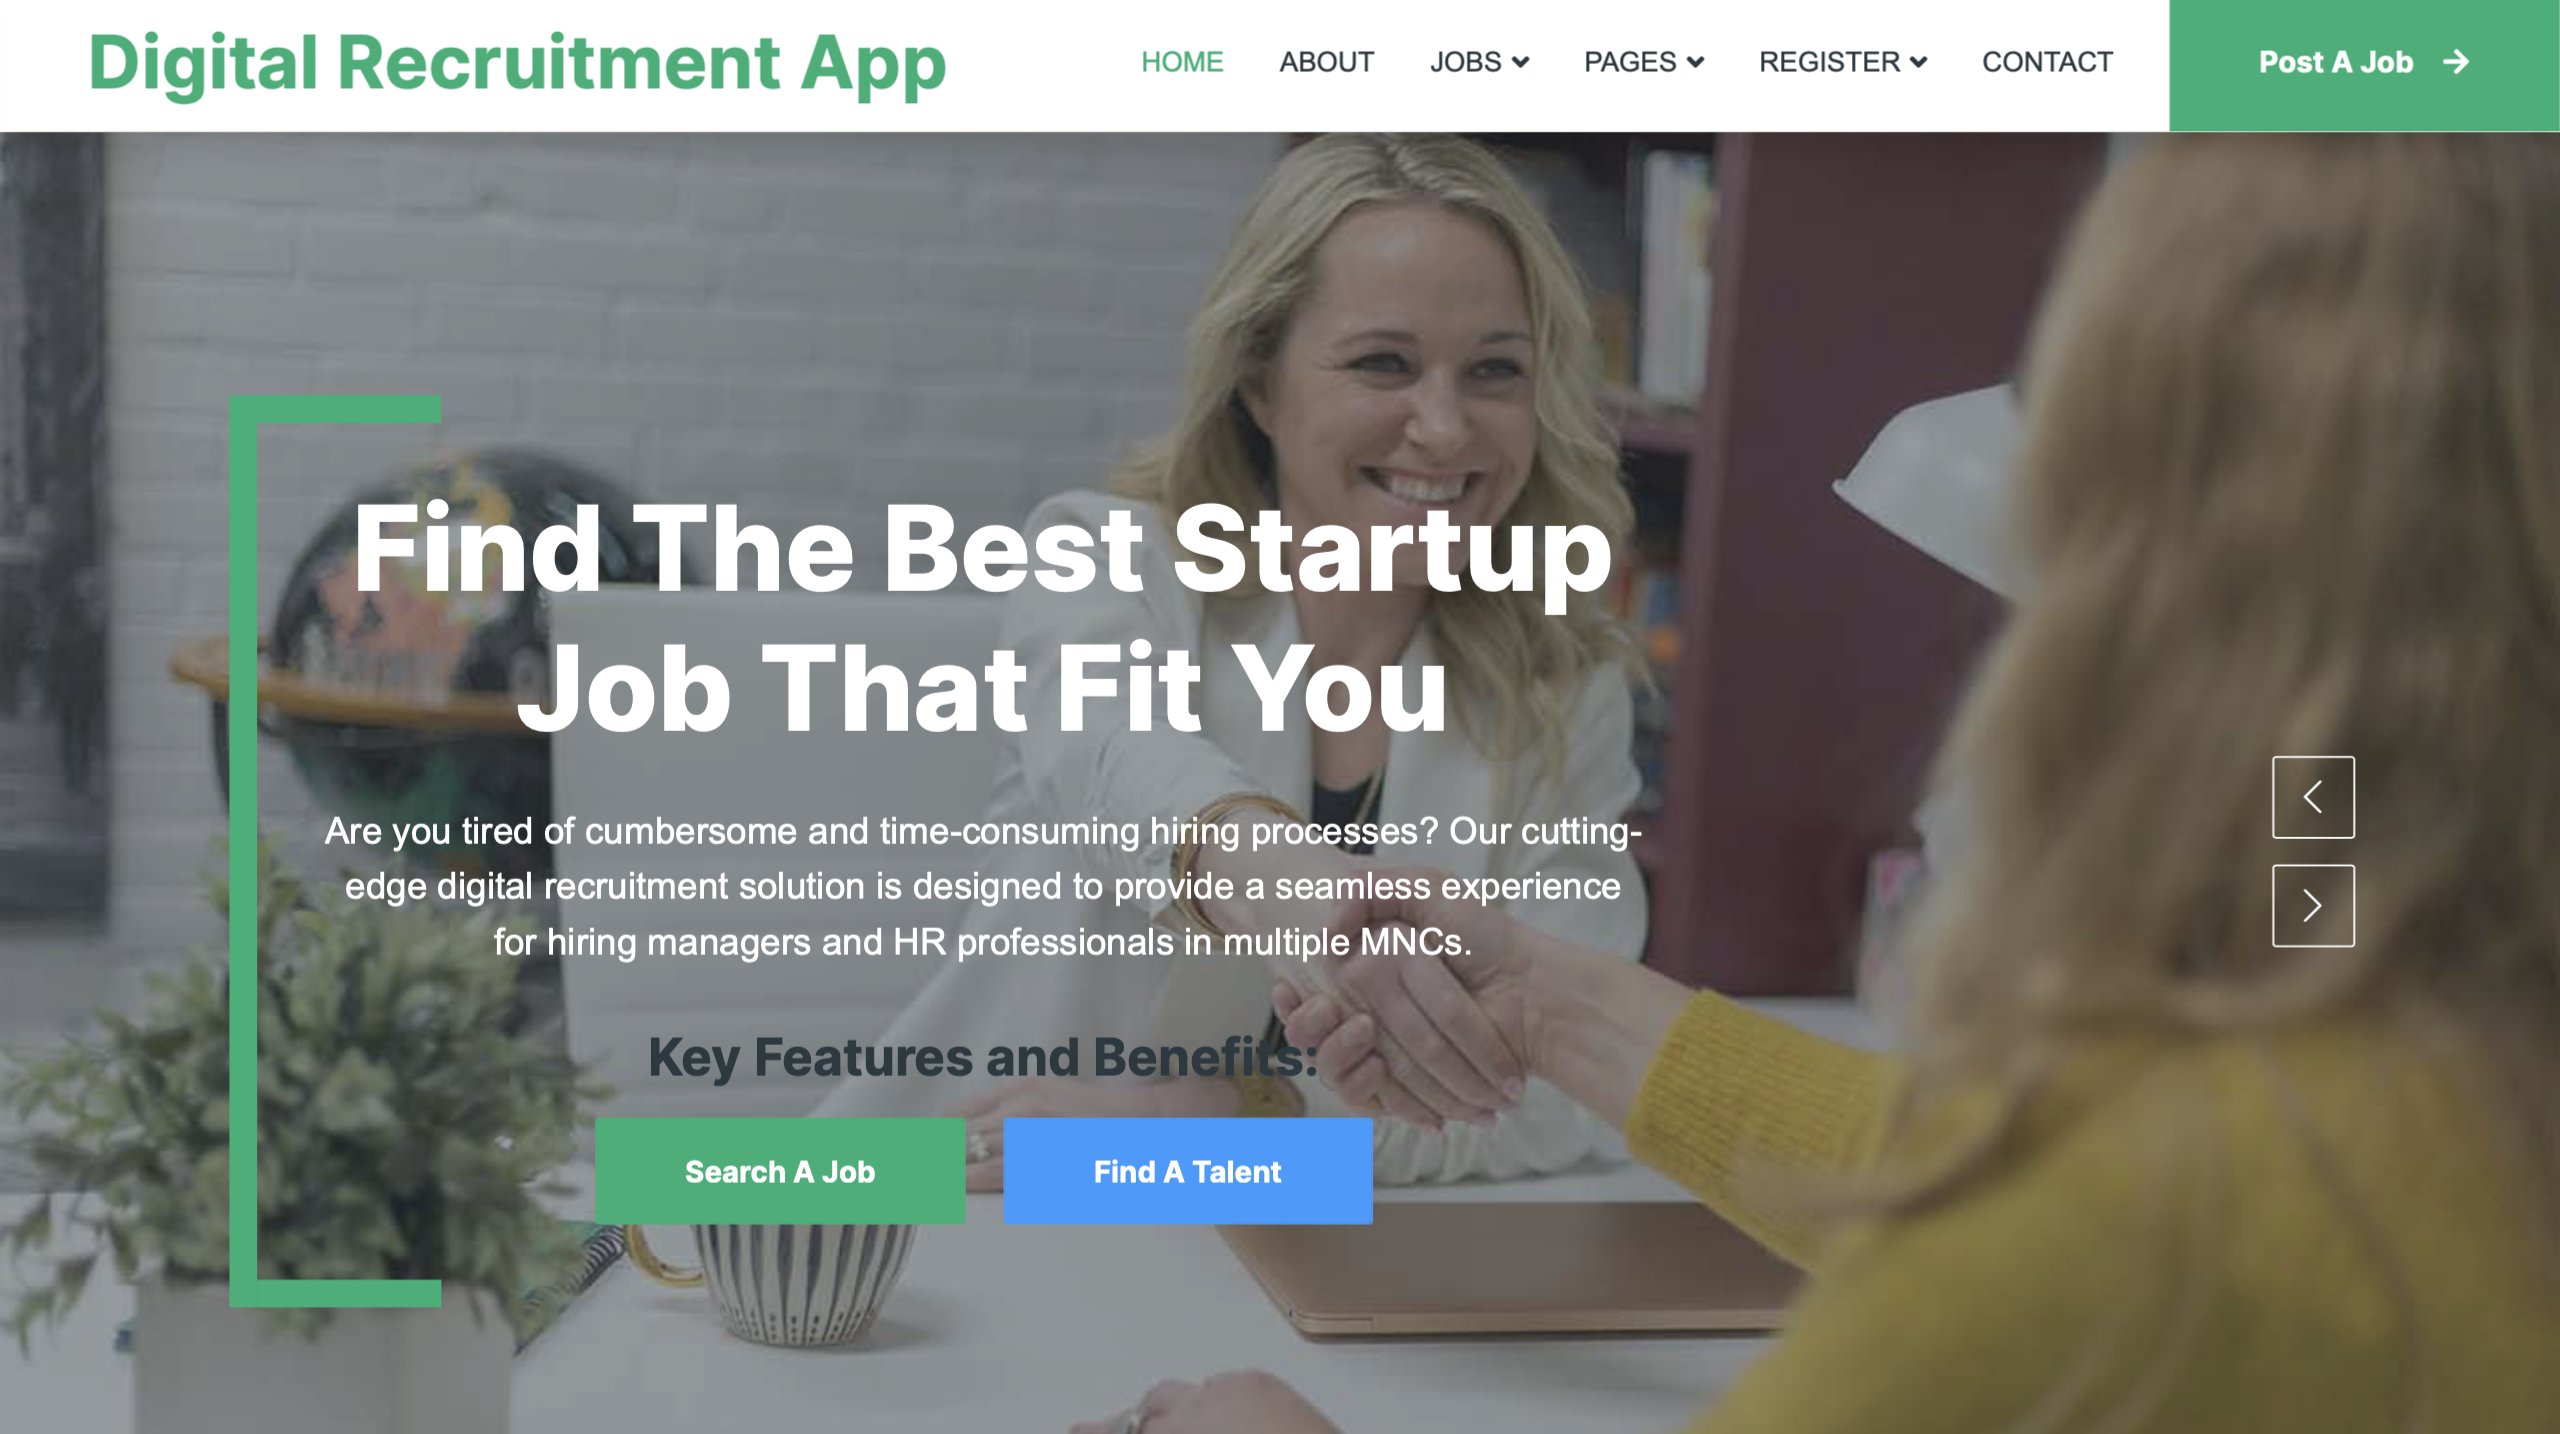 Digital Recruitment App
HOME ABOUT JOBS PAGES REGISTER CONTACT Post A Job
Find The Best Startup
Job That Fit You
Are you tired of cumbersome and time-consuming hiring processes? Our cutting-
edge digital recruitment solution is designed to provide a seamless experience
for hiring managers and HR professionals in multiple MNCs.
Key Features and Benefits:
Search A Job Find A Talent